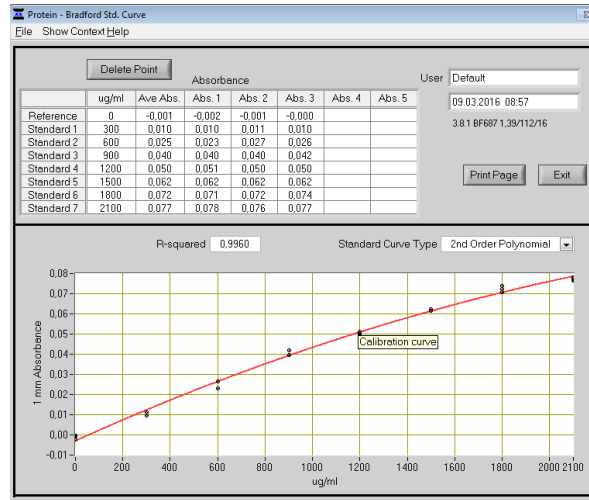 Protein - Bradford Std. Curve
File Show Context Help
Delete Point
Absorbance
User Default
09.03.2016 08:57
3.8.1 BF687 1,39/112/16
Print Page Exit
ug/ml Ave Abs. Abs. 1 Abs. 2 Abs. 3 Abs. 4 Abs. 5
Reference 0 -0,001 -0,002 -0,001 -0,000
Standard 1 300 0,010 0,010 0,011 0,010
Standard 2 600 0,025 0,023 0,027 0,026
Standard 3 900 0,040 0,040 0,040 0,042
Standard 4 1200 0,050 0,051 0,050 0,050
Standard 5 1500 0,062 0,062 0,062 0,062
Standard 6 1800 0,072 0,071 0,072 0,074
Standard 7 2100 0,077 0,078 0,076 0,077
R-squared 0,9960 Standard Curve Type 2nd Order Polynomial
1 mm Absorbance
0,08
0,07
0,06
0,05
0,04
0,03
0,02
0,01
0,00
-0,01
Calibration curve
0 200 400 600 800 1000 1200 1400 1600 1800 2000 2100
ug/ml